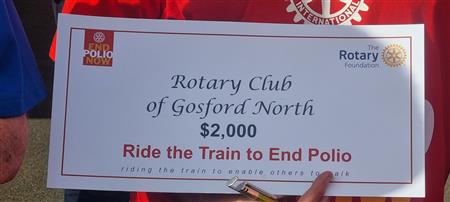 INTERNATIONAL
END
POLIO
NOW
The
Rotary
Foundation
Rotary Club
of Gosford North
$2,000
Ride the Train to End Polio
riding the train to enable others to walk